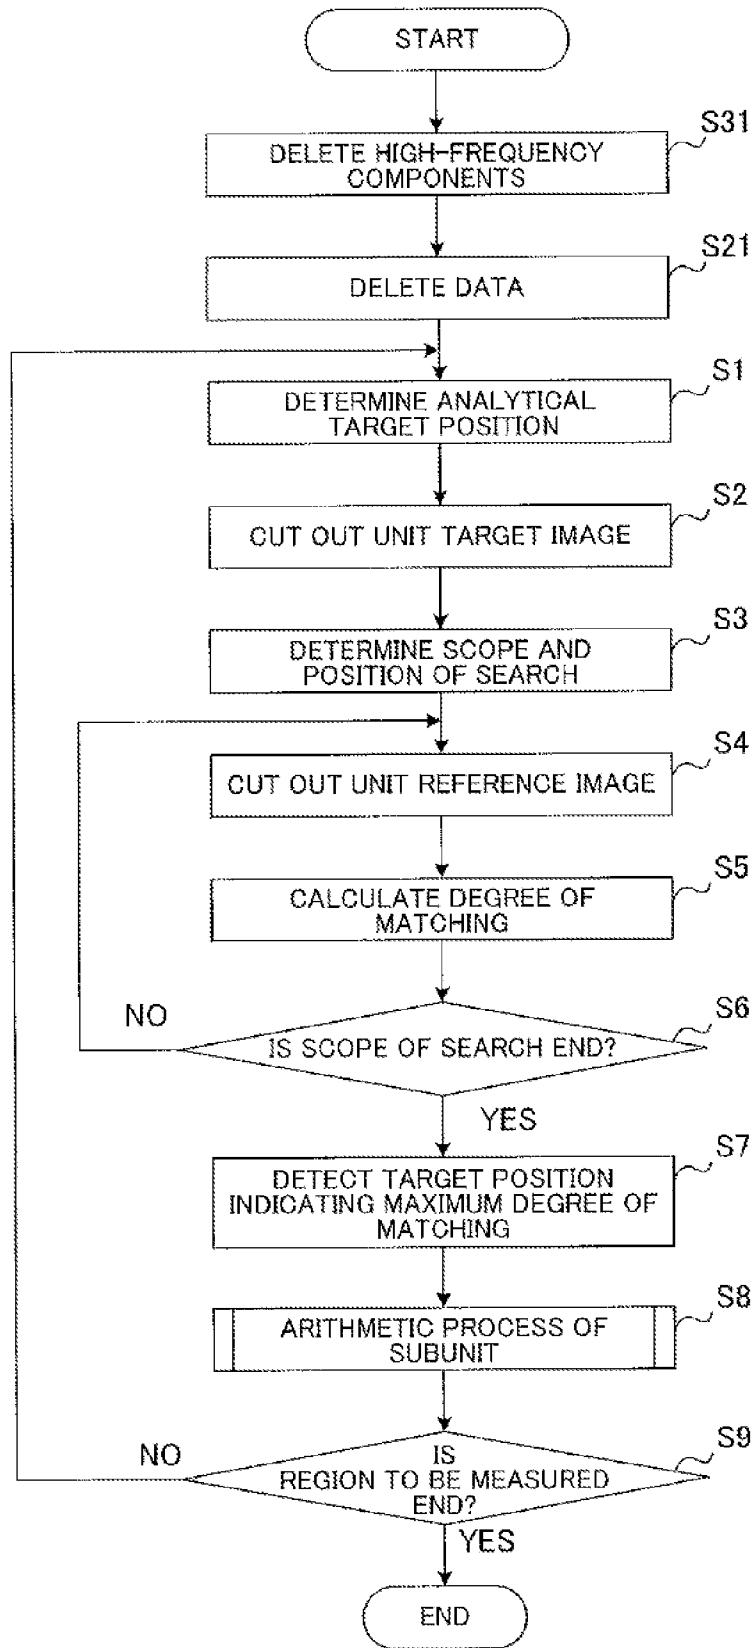 START
S31
DELETE HIGH-FREQUENCY
COMPONENTS
S21
DELETE DATA
S1
DETERMINE ANALYTICAL
TARGET POSITION
S2
CUT OUT UNIT TARGET IMAGE
S3
DETERMINE SCOPE AND
POSITION OF SEARCH
S4
CUT OUT UNIT REFERENCE IMAGE
S5
CALCULATE DEGREE OF
MATCHING
S6
NO
IS SCOPE OF SEARCH END?
YES
S7
DETECT TARGET POSITION
INDICATING MAXIMUM DEGREE OF
MATCHING
S8
ARITHMETIC PROCESS OF
SUBUNIT
S9
NO
IS
REGION TO BE MEASURED
END?
YES
END